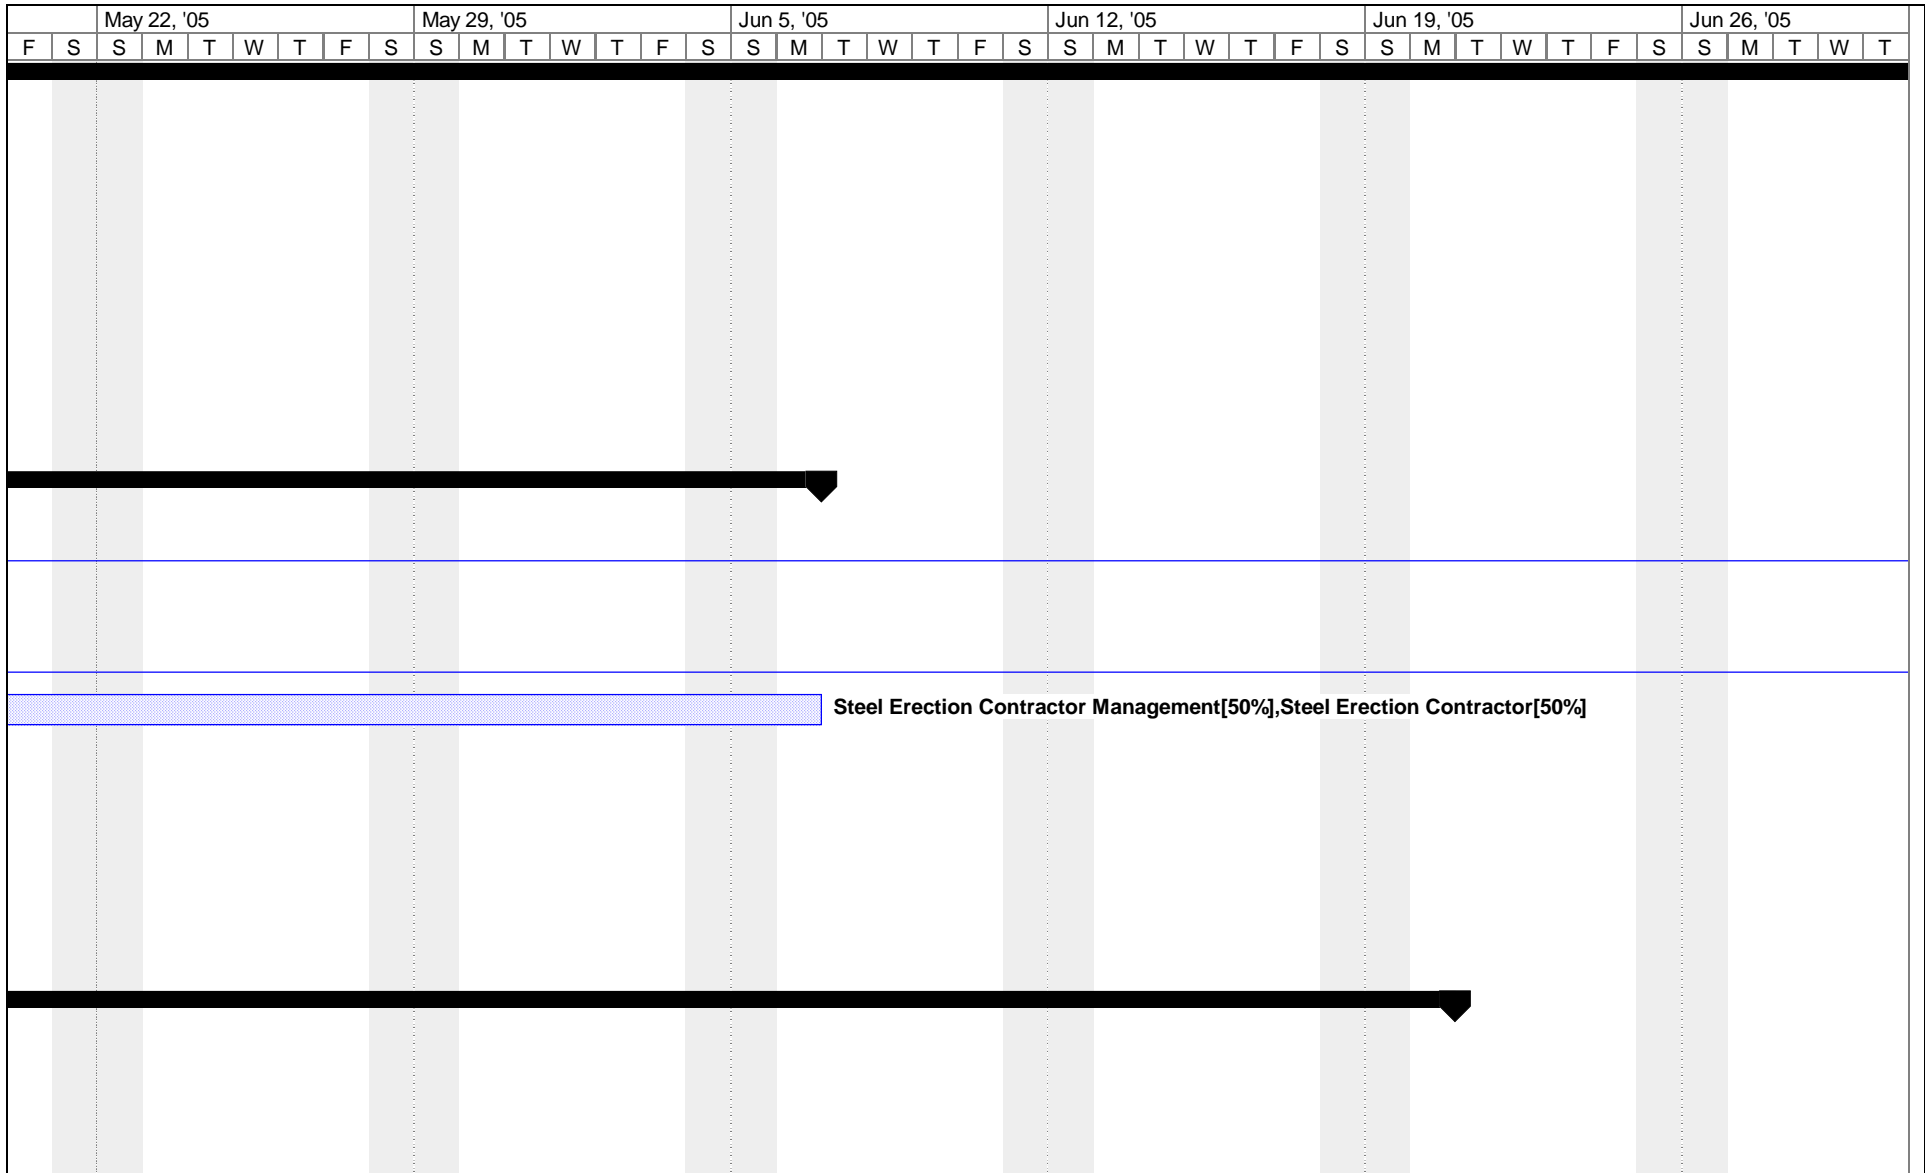 May 22, '05 May 29, '05 Jun 5, '05 Jun 12, '05 Jun 19, '05 Jun 26, '05
F S S M T W T F S S M T W T F S S M T W T F S S M T W T F S S M T W T F S S M T W T
Steel Erection Contractor Management[50%],Steel Erection Contractor[50%]